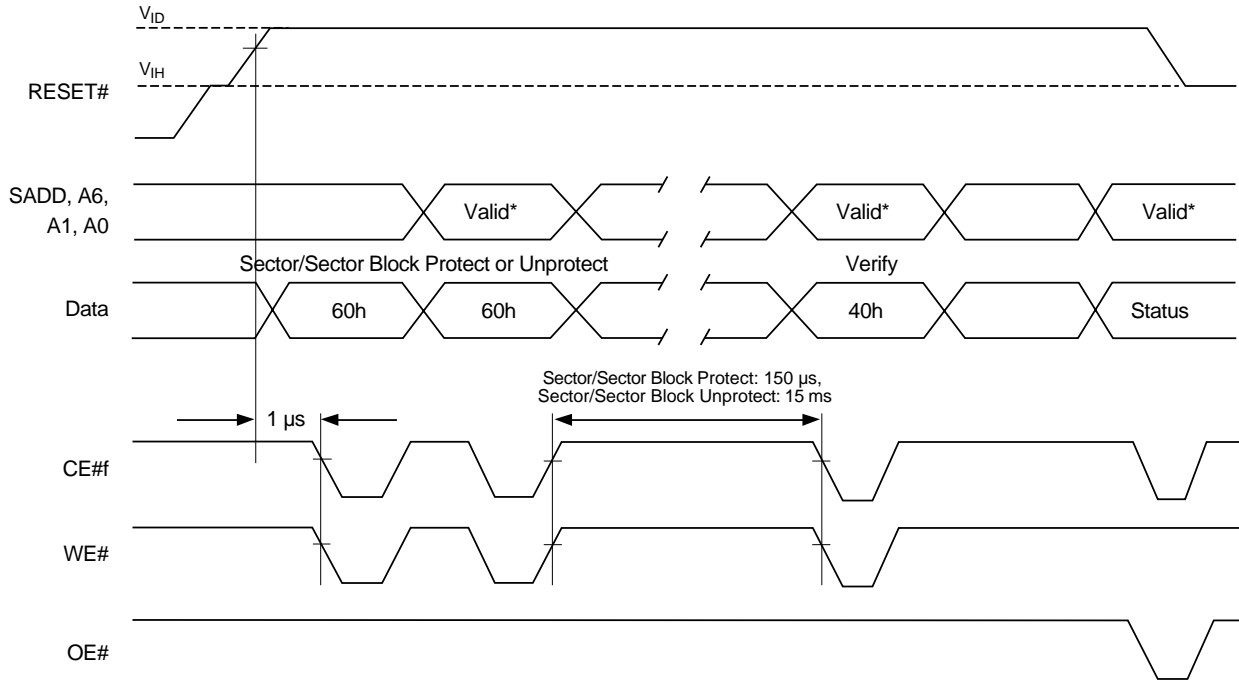 VID
VIH
RESET#
SADD, A6,
A1, A0
Valid*
Valid*
Valid*
Sector/Sector Block Protect or Unprotect
Verify
Data
60h
60h
40h
Status
Sector/Sector Block Protect: 150 µs,
Sector/Sector Block Unprotect: 15 ms
1 µs
CE#f
WE#
OE#